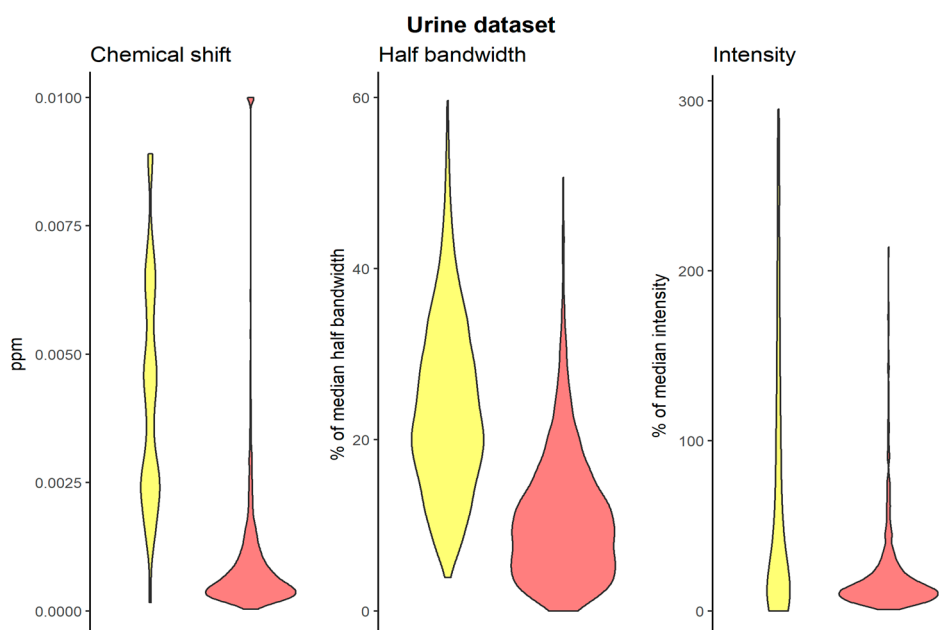 Urine dataset
Chemical shift
Half bandwidth
Intensity
ppm
0.0100
0.0075
0.0050
0.0025
0.0000
% of median half bandwidth
60
40
20
0
% of median intensity
300
200
100
0